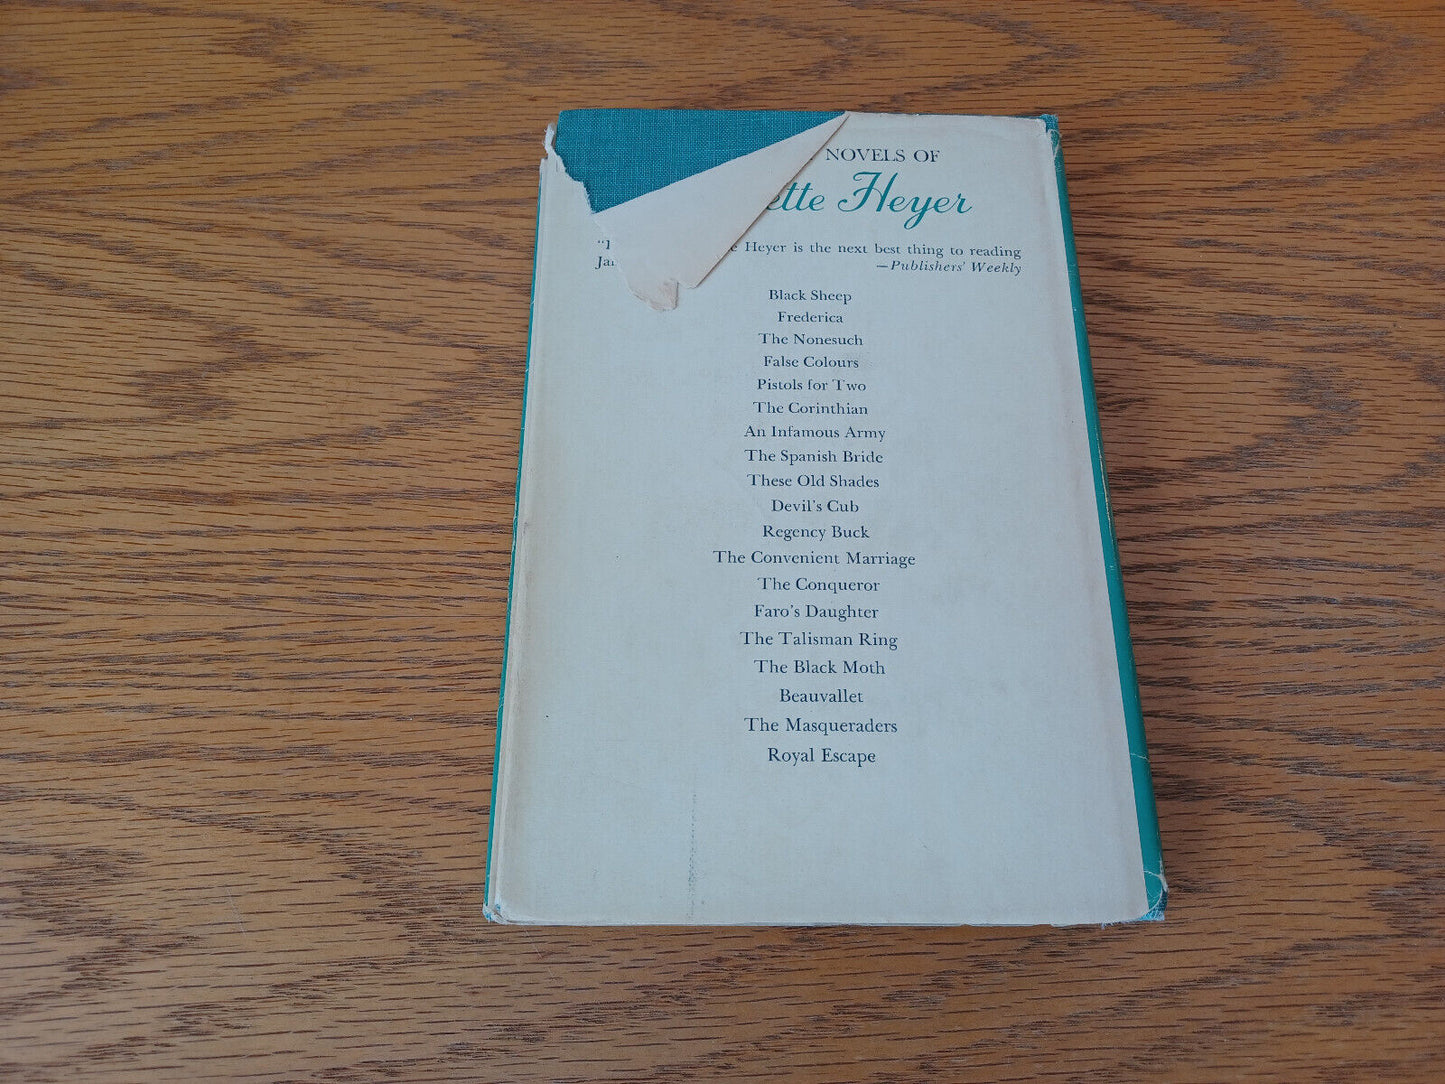 NOVELS OF
ette Heyer
Heyer is the next best thing to reading
—Publishers' Weekly
Black Sheep
Frederica
The Nonesuch
False Colours
Pistols for Two
The Corinthian
An Infamous Army
The Spanish Bride
These Old Shades
Devil's Cub
Regency Buck
The Convenient Marriage
The Conqueror
Faro's Daughter
The Talisman Ring
The Black Moth
Beauvallet
The Masqueraders
Royal Escape